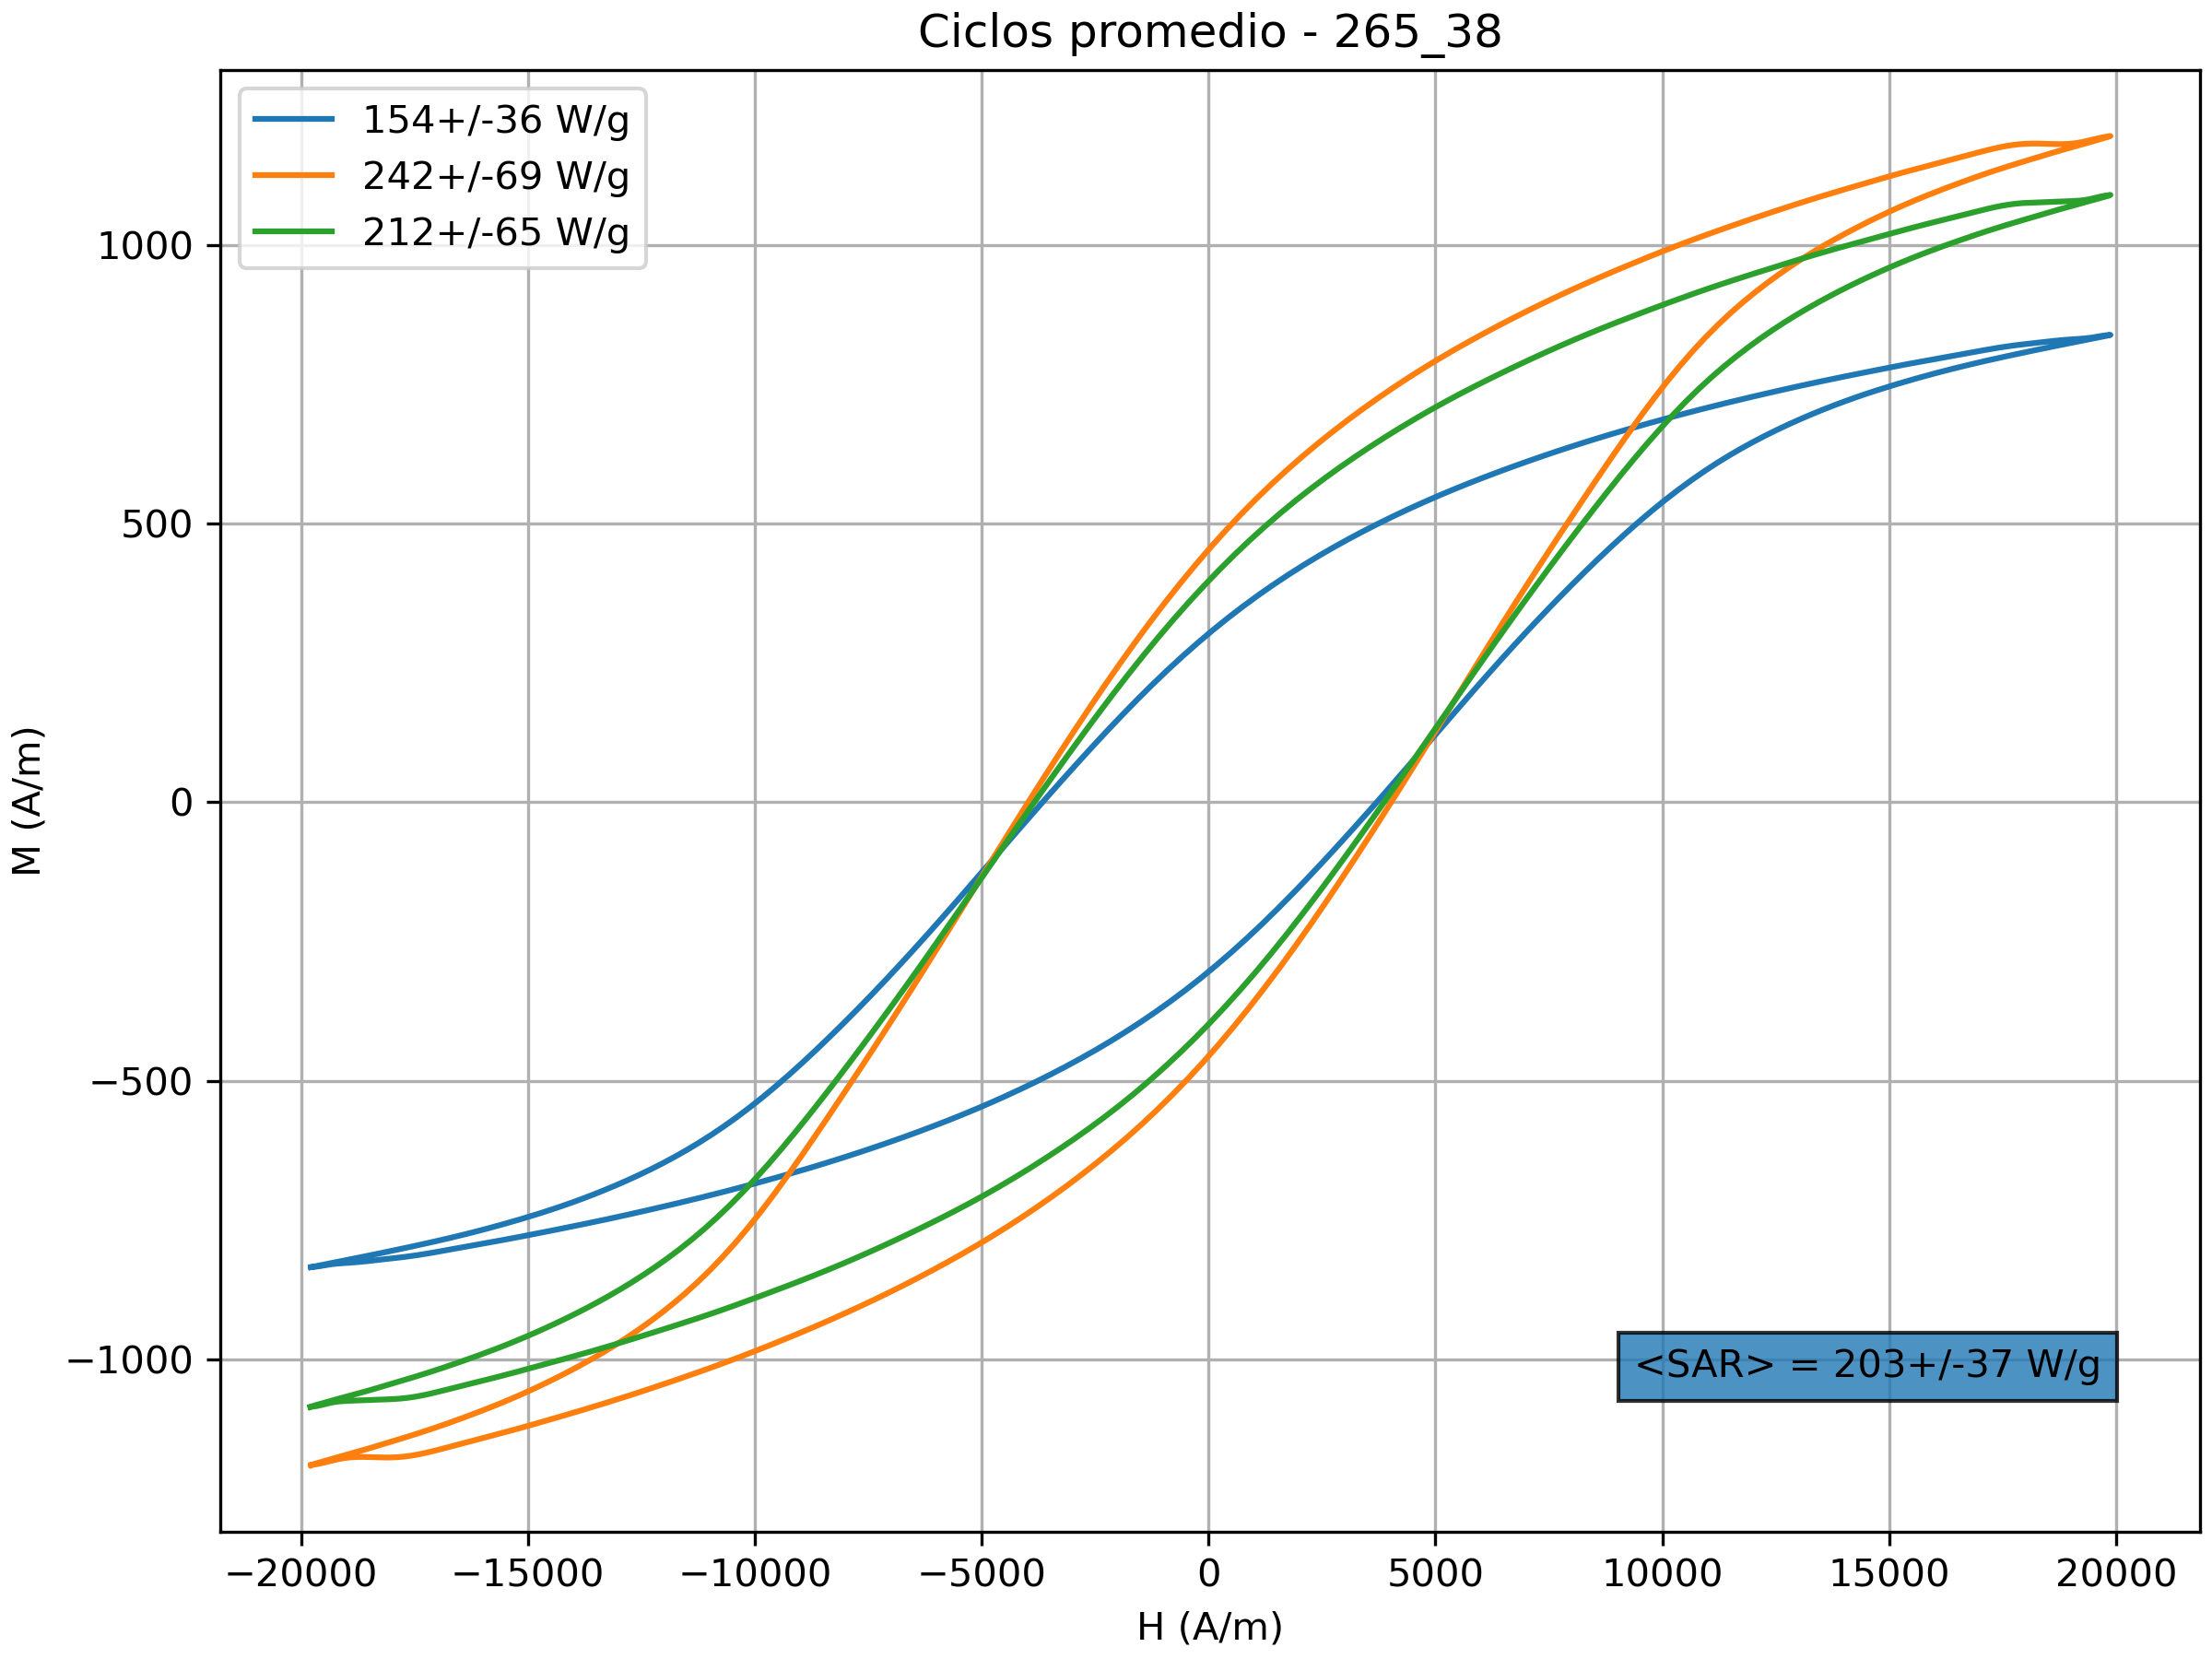 Ciclos promedio - 265_38
154+/-36 W/g
242+/-69 W/g
212+/-65 W/g
1000
500
0
−500
−1000
M (A/m)
<SAR> = 203+/-37 W/g
−20000 −15000 −10000 −5000 0 5000 10000 15000 20000
H (A/m)